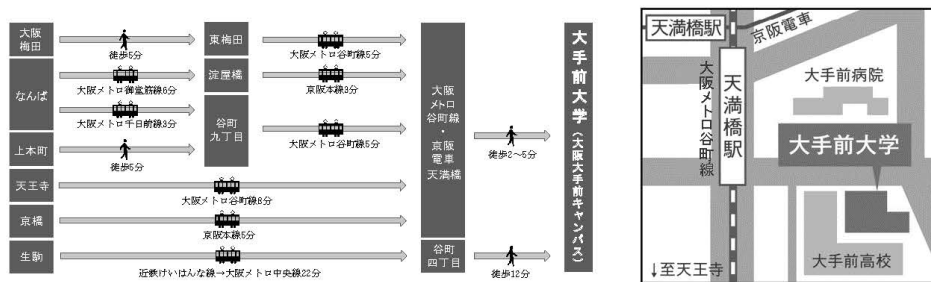 大阪
梅田
徒歩5分
東梅田
大阪メトロ谷町線5分
なんば
大阪メトロ御堂筋線6分
淀屋橋
京阪本線3分
大阪メトロ千日前線3分
谷町
九丁目
大阪メトロ谷町線5分
上本町
徒歩5分
天王寺
大阪メトロ谷町線8分
京橋
京阪本線5分
生駒
近鉄けいはんな線→大阪メトロ中央線22分
大阪
メトロ
谷町線
・
京阪
電車
天満橋
徒歩2～5分
谷町
四丁目
徒歩12分
大手前大学(大阪大手前キャンパス)
天満橋駅
京阪電車
大阪メトロ谷町線
天満橋駅
大手前病院
大手前大学
大手前高校
↓至天王寺